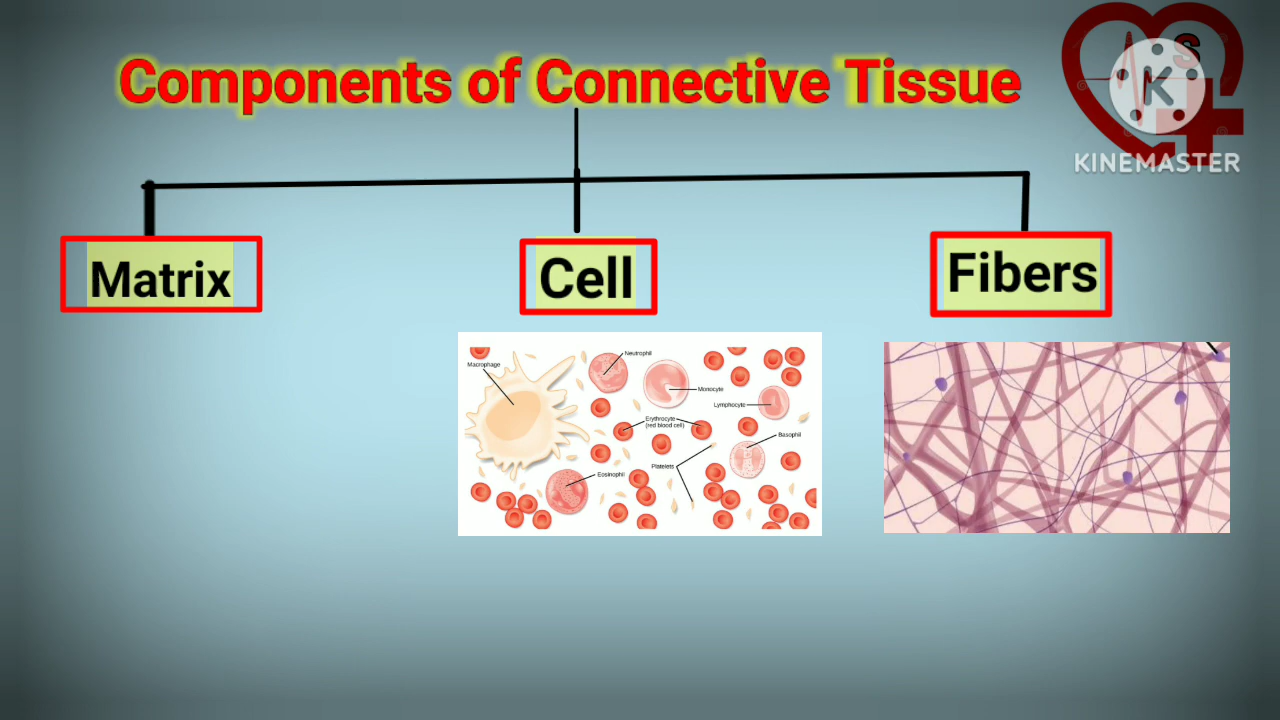 Components of Connective Tissue
S
K
KINEMASTER
Matrix
Cell
Fibers
Macrophage
Neutrophil
Monocyte
Lymphocyte
Erythrocyte
(red blood cell)
Basophil
Platelets
Eosinophil